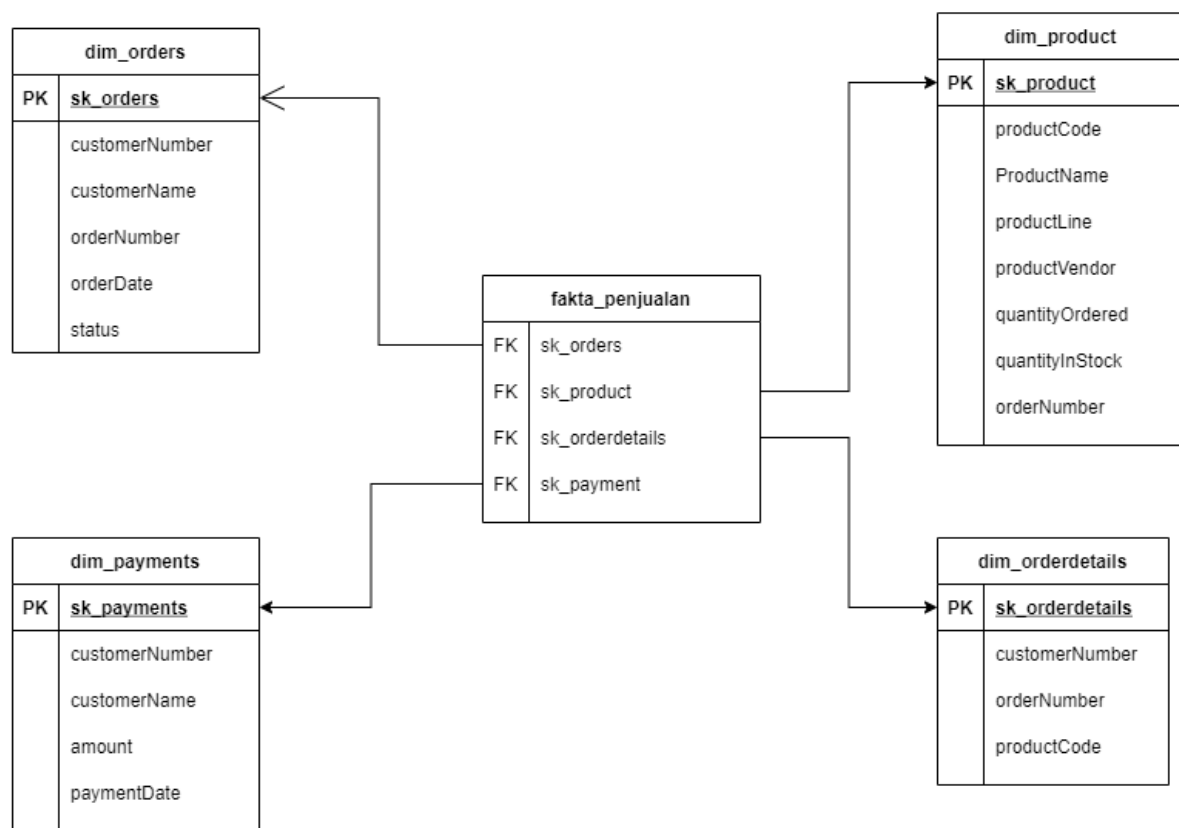 dim_orders
PK sk_orders
customerNumber
customerName
orderNumber
orderDate
status
dim_product
PK sk_product
productCode
ProductName
productLine
productVendor
quantityOrdered
quantityInStock
orderNumber
fakta_penjualan
FK sk_orders
FK sk_product
FK sk_orderdetails
FK sk_payment
dim_payments
PK sk_payments
customerNumber
customerName
amount
paymentDate
dim_orderdetails
PK sk_orderdetails
customerNumber
orderNumber
productCode